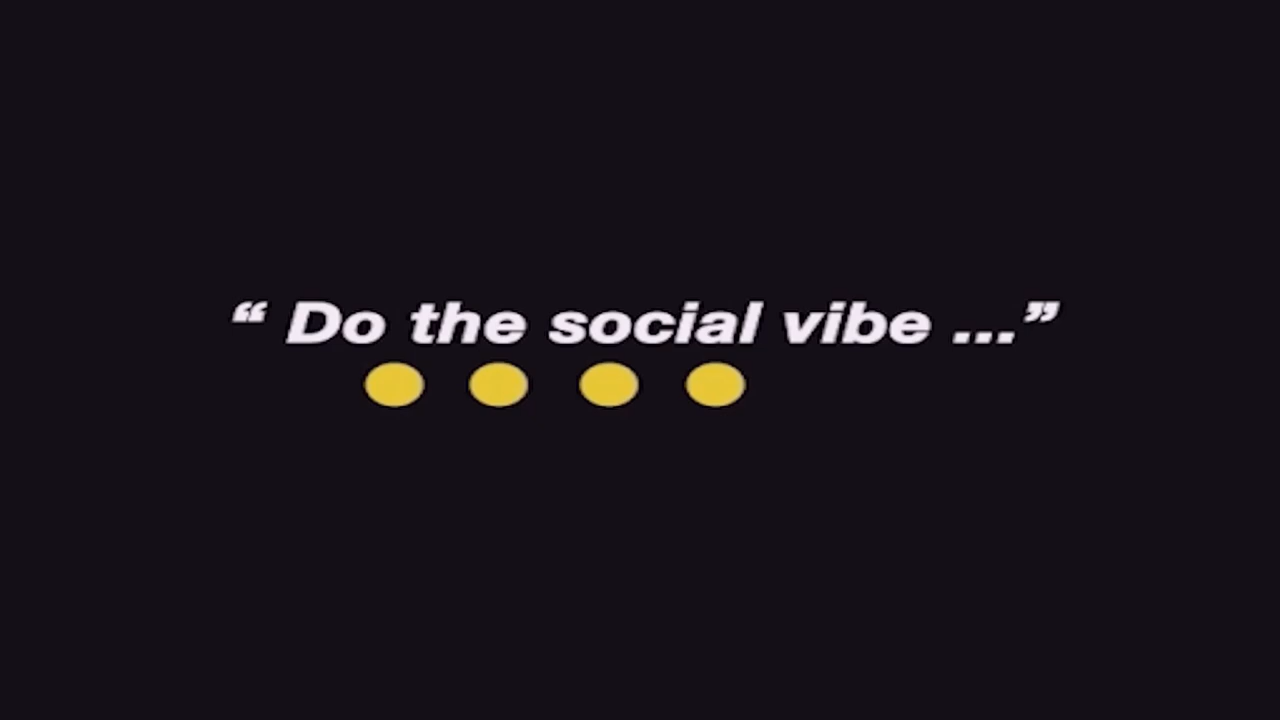 “ Do the social vibe ...”